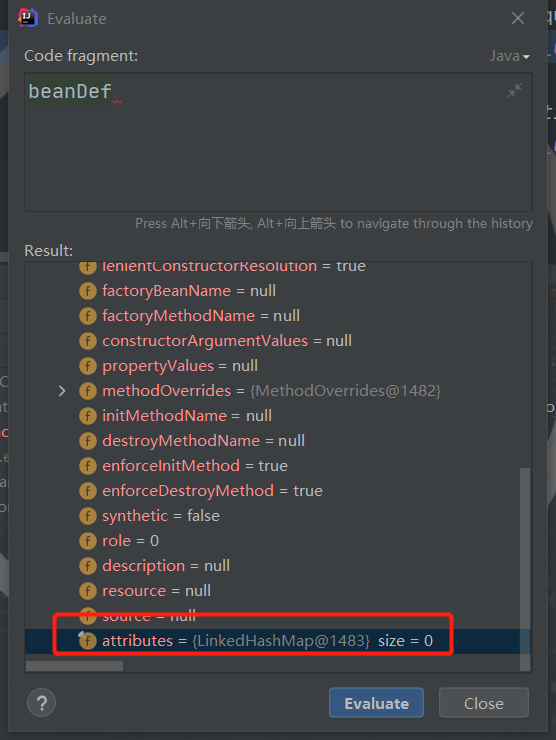 Evaluate
Code fragment:
Java
beanDef
Press Alt+向下箭头, Alt+向上箭头 to navigate through the history
Result:
lenientConstructorResolution = true
factoryBeanName = null
factoryMethodName = null
constructorArgumentValues = null
propertyValues = null
methodOverrides = {MethodOverrides@1482}
initMethodName = null
destroyMethodName = null
enforceInitMethod = true
enforceDestroyMethod = true
synthetic = false
role = 0
description = null
resource = null
source = null
attributes = {LinkedHashMap@1483} size = 0
?
Evaluate
Close